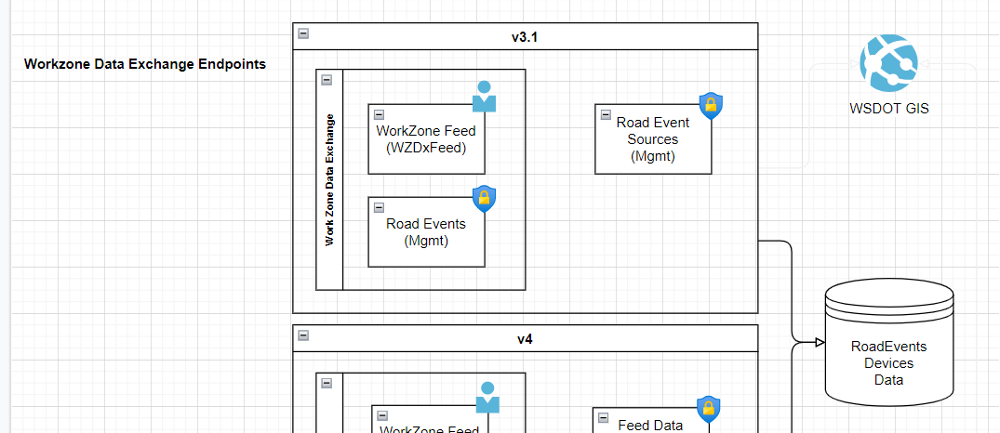 v3.1
Workzone Data Exchange Endpoints
WSDOT GIS
Work Zone Data Exchange
WorkZone Feed
(WZDxFeed)
Road Event
Sources
(Mgmt)
Road Events
(Mgmt)
v4
RoadEvents
Devices
Data
WorkZone Feed
Feed Data